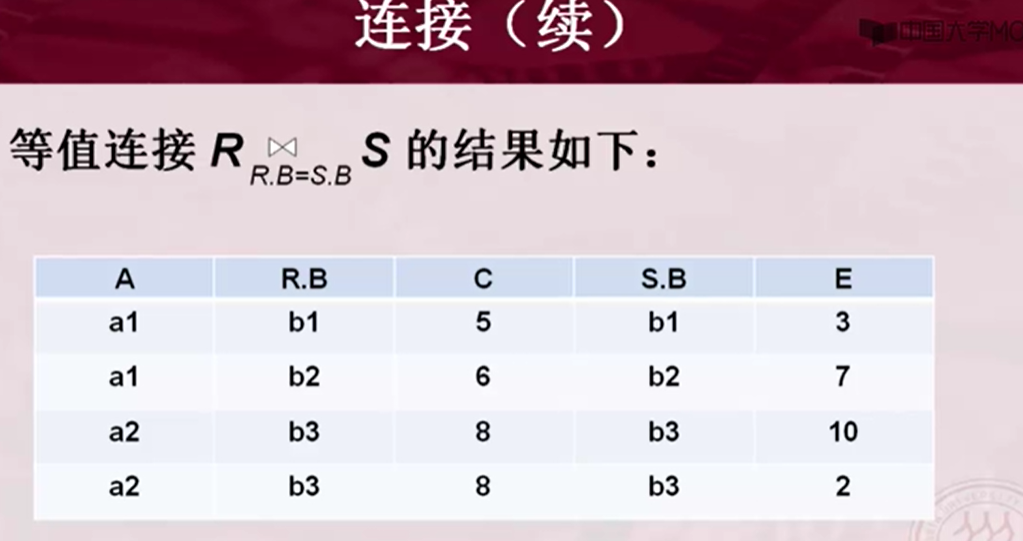 连接（续）
中国大学MO
等值连接 R ⋈ S 的结果如下：
R.B=S.B
A R.B C S.B E
a1 b1 5 b1 3
a1 b2 6 b2 7
a2 b3 8 b3 10
a2 b3 8 b3 2